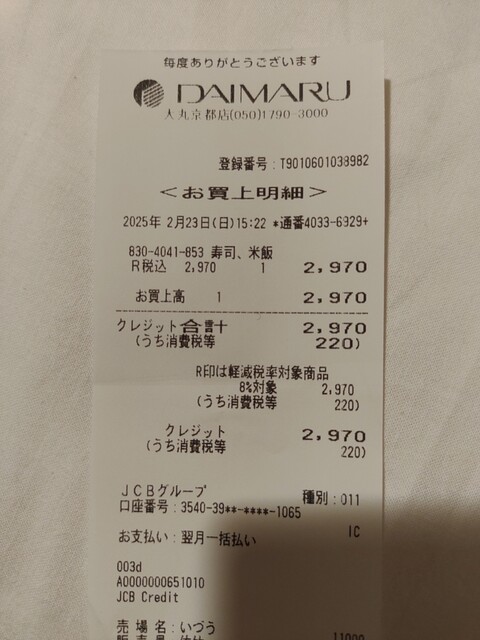 毎度ありがとうございます
DAIMARU
大丸京都店(050)1790-3000
登録番号:T9010601038982
<お買上明細>
2025年 2月23日(日)15:22 *通番4033-6929+
830-4041-853 寿司、米飯
R税込 2,970 1 2,970
お買上高 1 2,970
クレジット合計 2,970
(うち消費税等 220)
R印は軽減税率対象商品
8%対象 2,970
(うち消費税等 220)
クレジット 2,970
(うち消費税等 220)
JCBグループ 種別:011
口座番号:3540-39**-****-1065
お支払い:翌月一括払い IC
003d
A0000000651010
JCB Credit
売場名:いづう